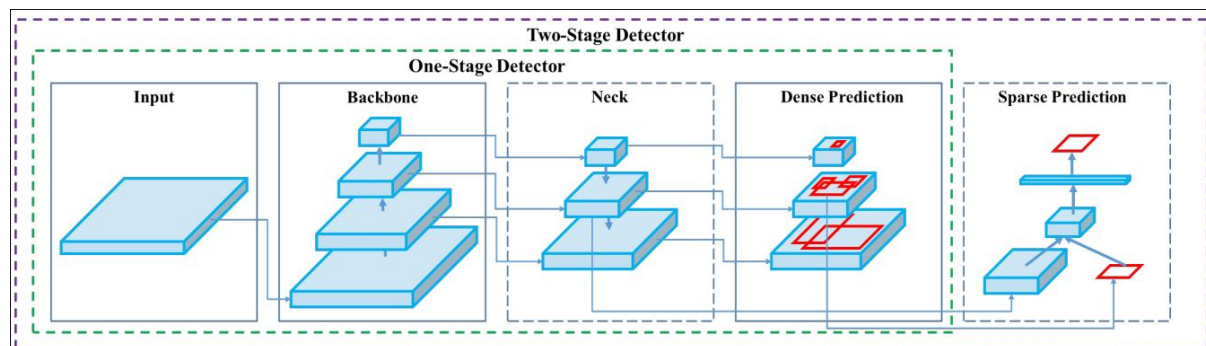 Two-Stage Detector
One-Stage Detector
Input
Backbone
Neck
Dense Prediction
Sparse Prediction